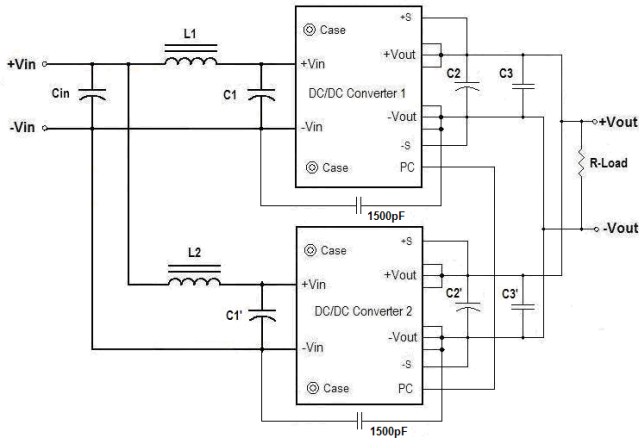 +S
Case
L1
+Vin
+Vin
+Vout
C2
C3
Cin
C1
DC/DC Converter 1
-Vout
+Vout
-Vin
-Vin
-S
R-Load
Case
PC
1500pF
-Vout
+S
Case
L2
+Vin
+Vout
C2'
C3'
C1'
DC/DC Converter 2
-Vout
-Vin
-S
Case
PC
1500pF